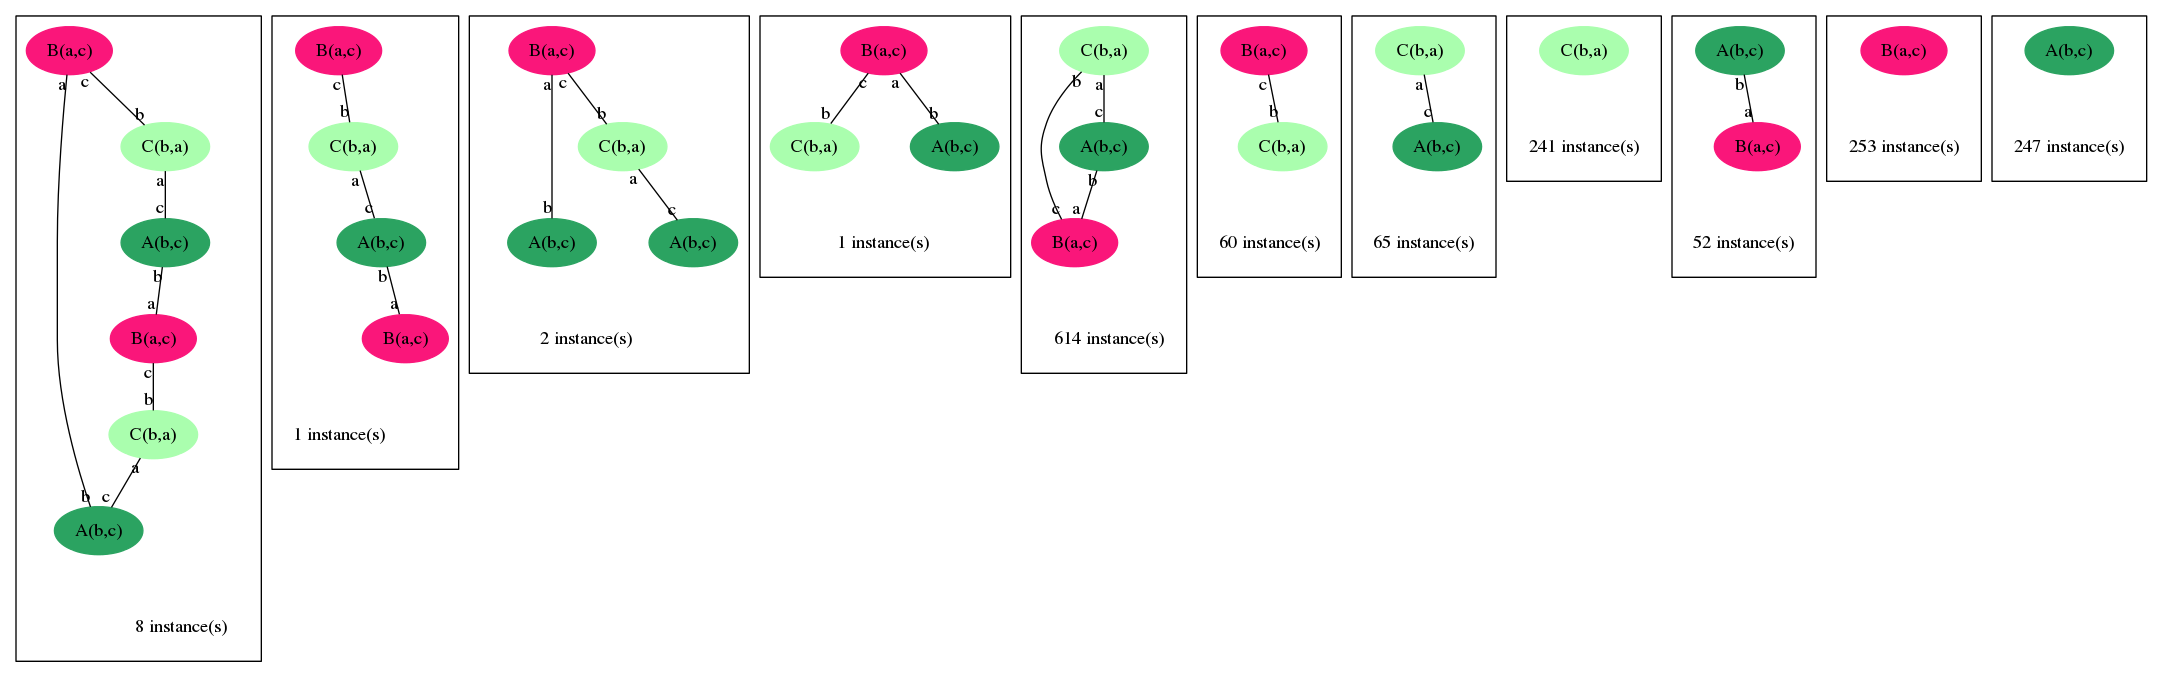 B(a,c)
a
c
b
C(b,a)
a
c
A(b,c)
b
a
B(a,c)
c
b
C(b,a)
a
b
c
A(b,c)
8 instance(s)
B(a,c)
c
b
C(b,a)
a
c
A(b,c)
b
a
B(a,c)
1 instance(s)
B(a,c)
a
c
b
C(b,a)
a
b
c
A(b,c)
A(b,c)
2 instance(s)
B(a,c)
c
a
b
b
C(b,a)
A(b,c)
1 instance(s)
C(b,a)
b
a
c
A(b,c)
b
c
a
B(a,c)
614 instance(s)
B(a,c)
c
b
C(b,a)
60 instance(s)
C(b,a)
a
c
A(b,c)
65 instance(s)
C(b,a)
241 instance(s)
A(b,c)
b
a
B(a,c)
52 instance(s)
B(a,c)
253 instance(s)
A(b,c)
247 instance(s)